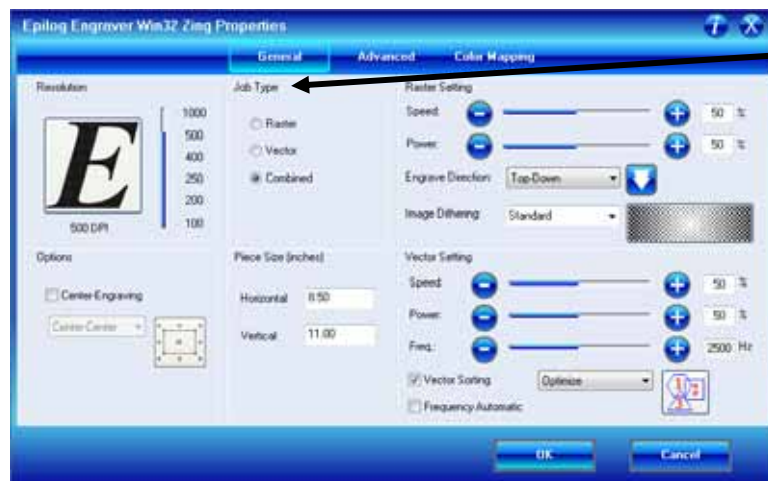 Epilog Engraver Win32 Zing Properties
General Advanced Color Mapping
Resolution
E
500 DPI
1000
500
400
250
200
100
Job Type
Raster
Vector
Combined
Raster Setting
Speed: 50 %
Power: 50 %
Engrave Direction: Top-Down
Image Dithering: Standard
Options
Center-Engraving
Center-Center
Piece Size (inches)
Horizontal 8.50
Vertical 11.00
Vector Setting
Speed: 50 %
Power: 50 %
Freq.: 2500 Hz
Vector Sorting Optimize
Frequency Automatic
OK Cancel